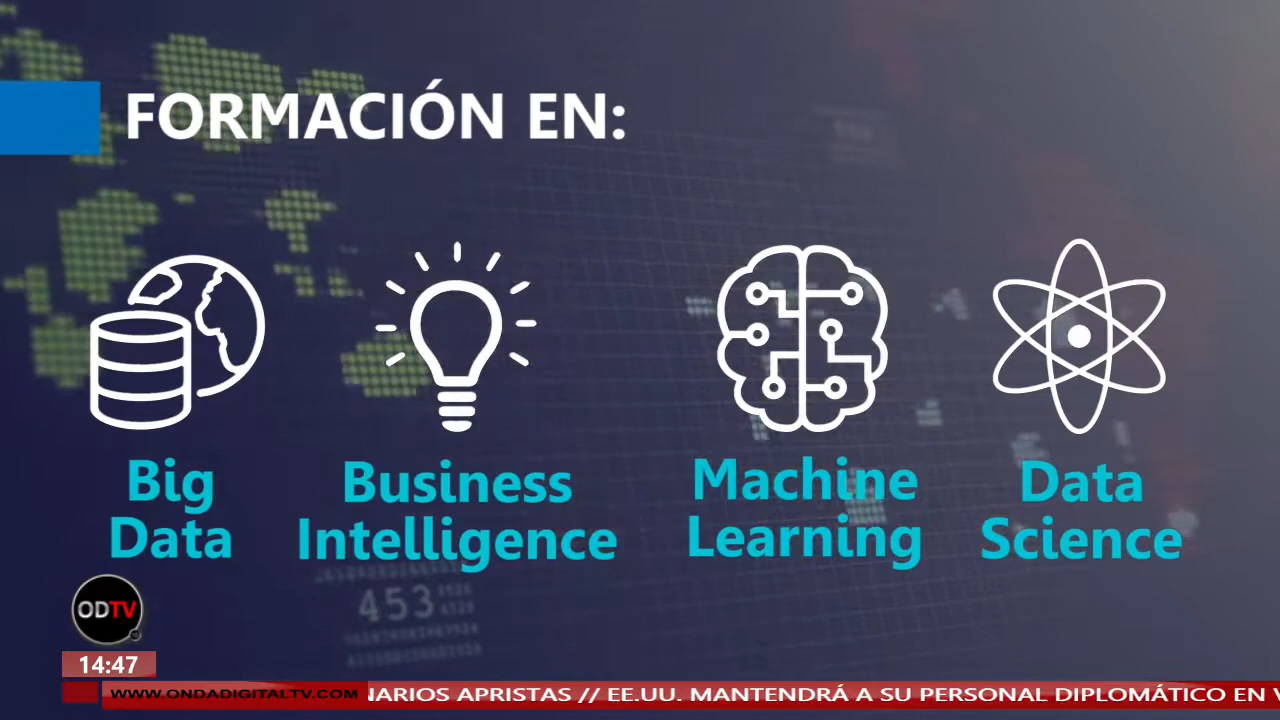 FORMACIÓN EN:
Big
Data
Business
Intelligence
Machine
Learning
Data
Science
453
ODTV
14:47
WWW.ONDADIGITALTV.COM
NARIOS APRISTAS // EE.UU. MANTENDRÁ A SU PERSONAL DIPLOMÁTICO EN V